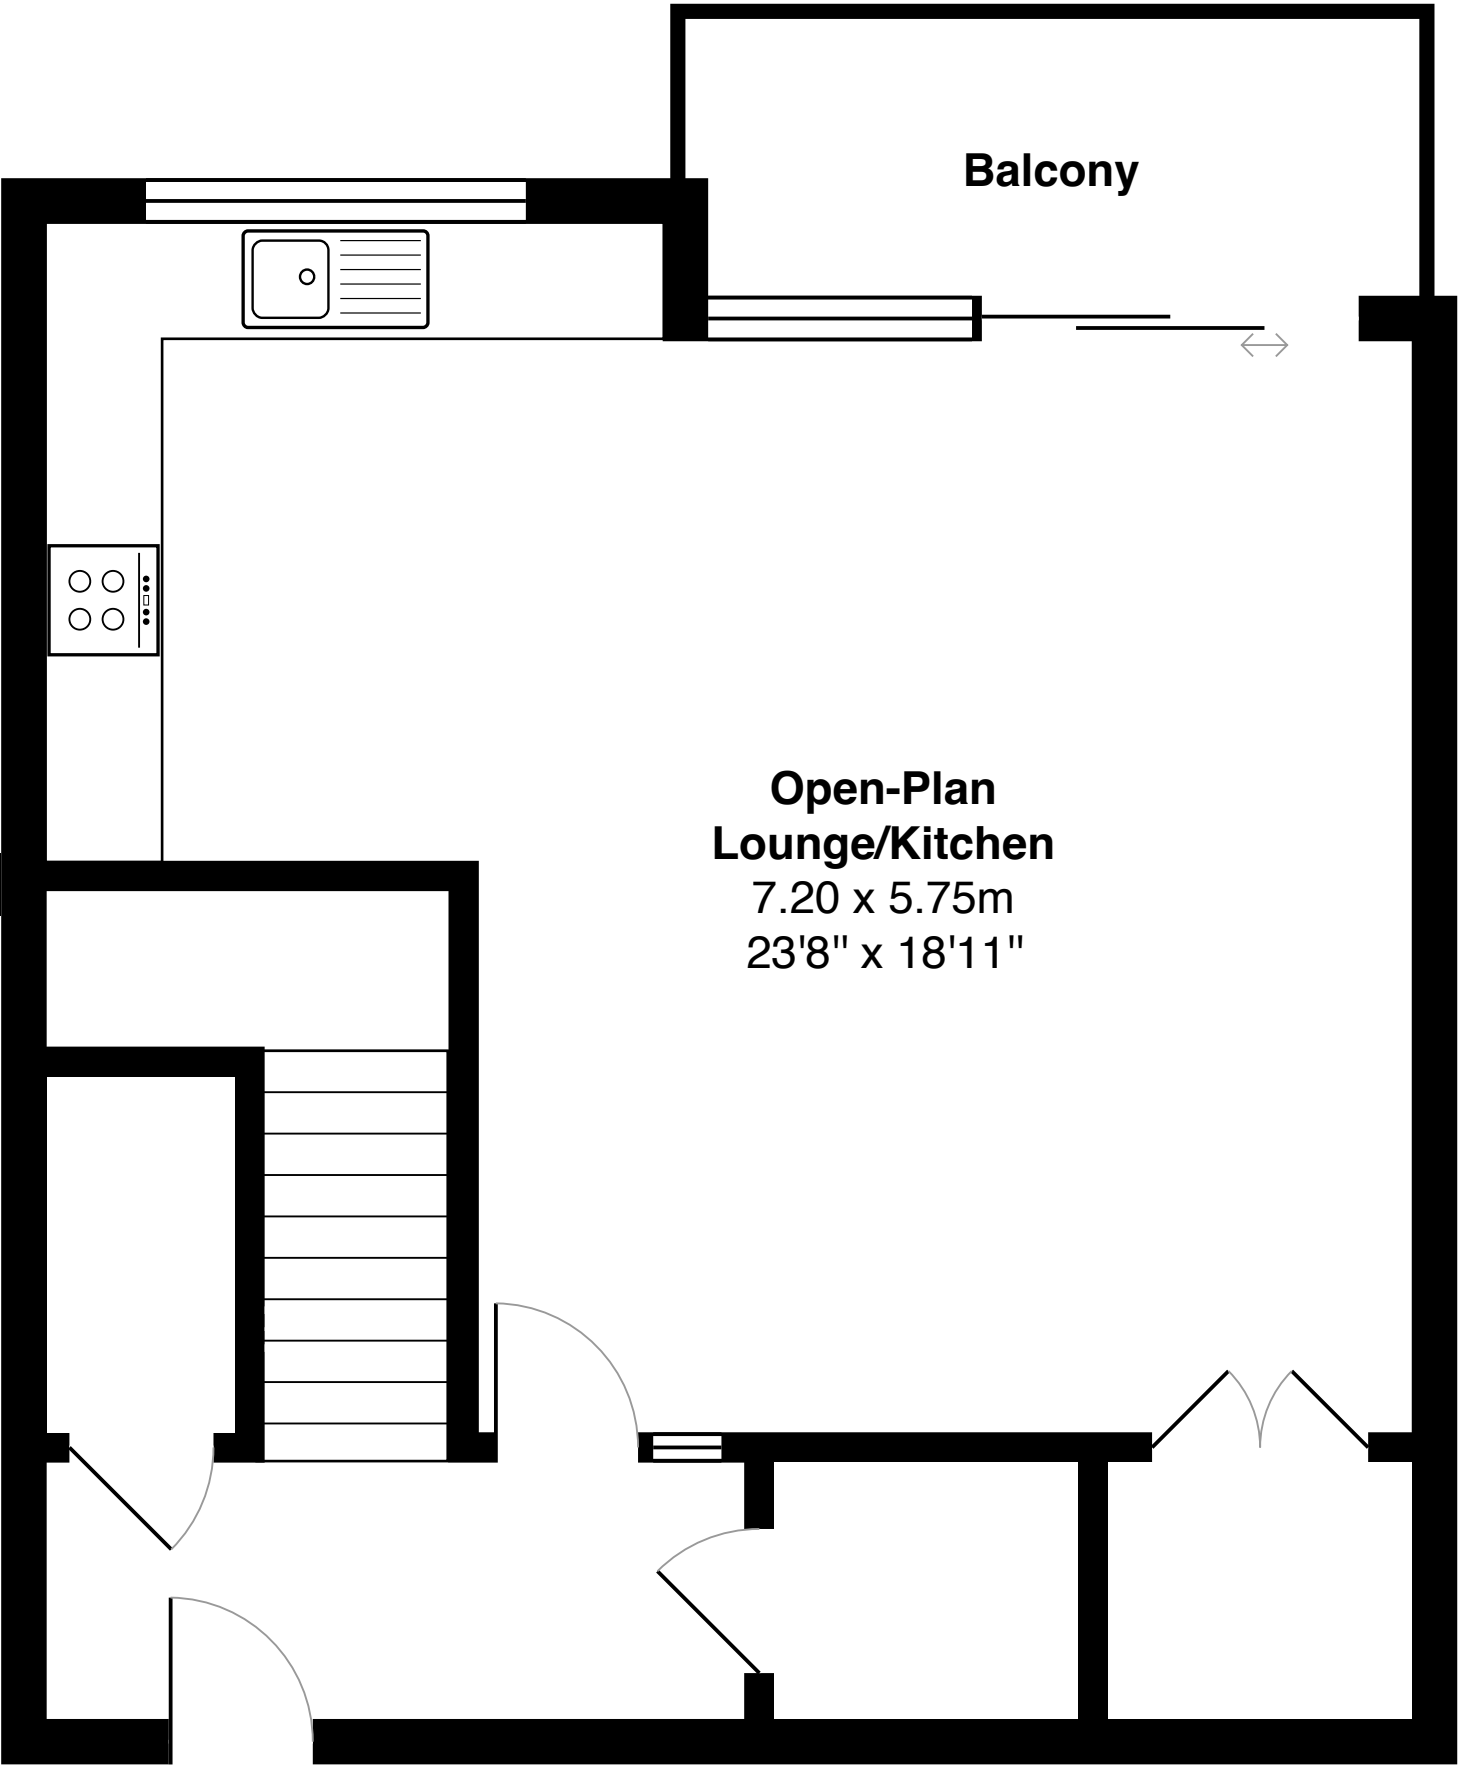 Balcony
Open-Plan
Lounge/Kitchen
7.20 x 5.75m
23'8" x 18'11"